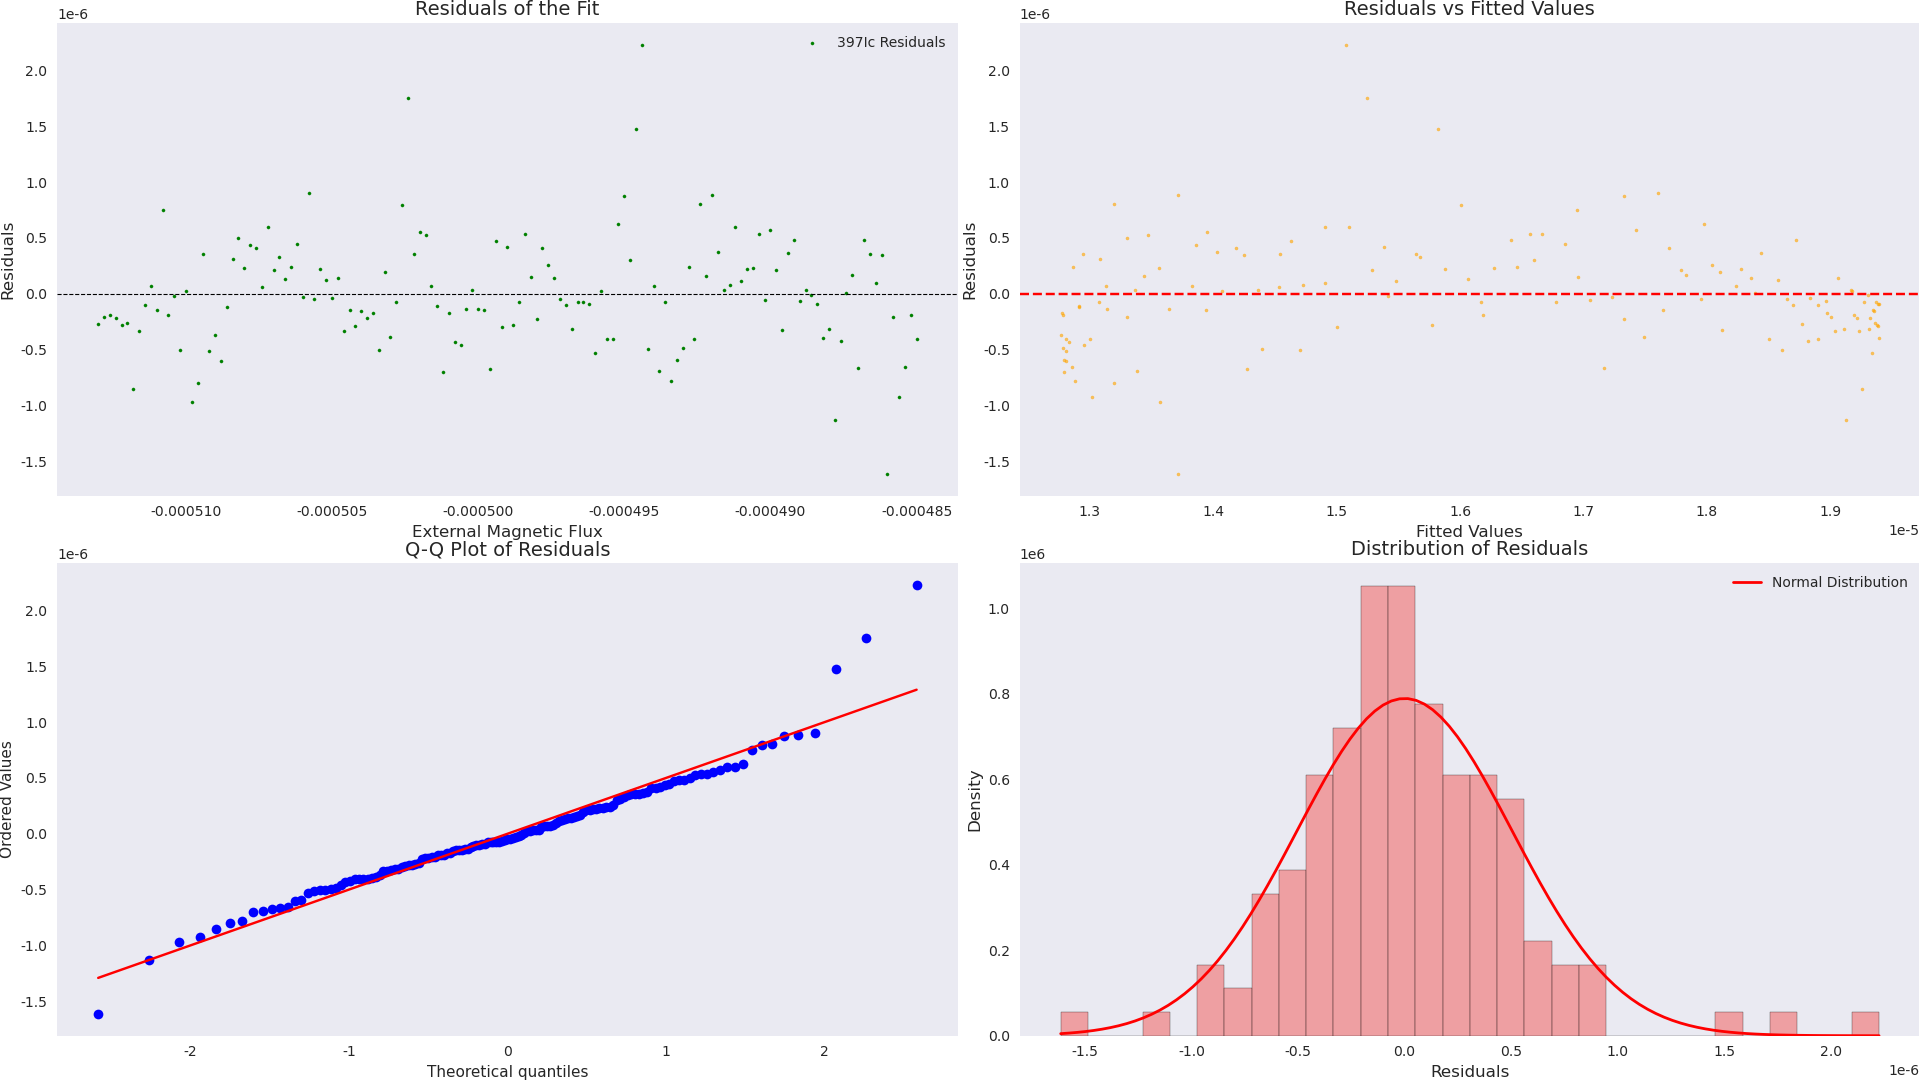 Residuals of the Fit
1e-6
397Ic Residuals
2.0
1.5
1.0
0.5
0.0
-0.5
-1.0
-1.5
Residuals
-0.000510 -0.000505 -0.000500 -0.000495 -0.000490 -0.000485
External Magnetic Flux
Residuals vs Fitted Values
1e-6
2.0
1.5
1.0
0.5
0.0
-0.5
-1.0
-1.5
Residuals
1.3 1.4 1.5 1.6 1.7 1.8 1.9
1e-5
Fitted Values
Q-Q Plot of Residuals
1e-6
2.0
1.5
1.0
0.5
0.0
-0.5
-1.0
-1.5
Ordered Values
-2 -1 0 1 2
Theoretical quantiles
Distribution of Residuals
1e6
Normal Distribution
1.0
0.8
0.6
0.4
0.2
0.0
Density
-1.5 -1.0 -0.5 0.0 0.5 1.0 1.5 2.0
1e-6
Residuals